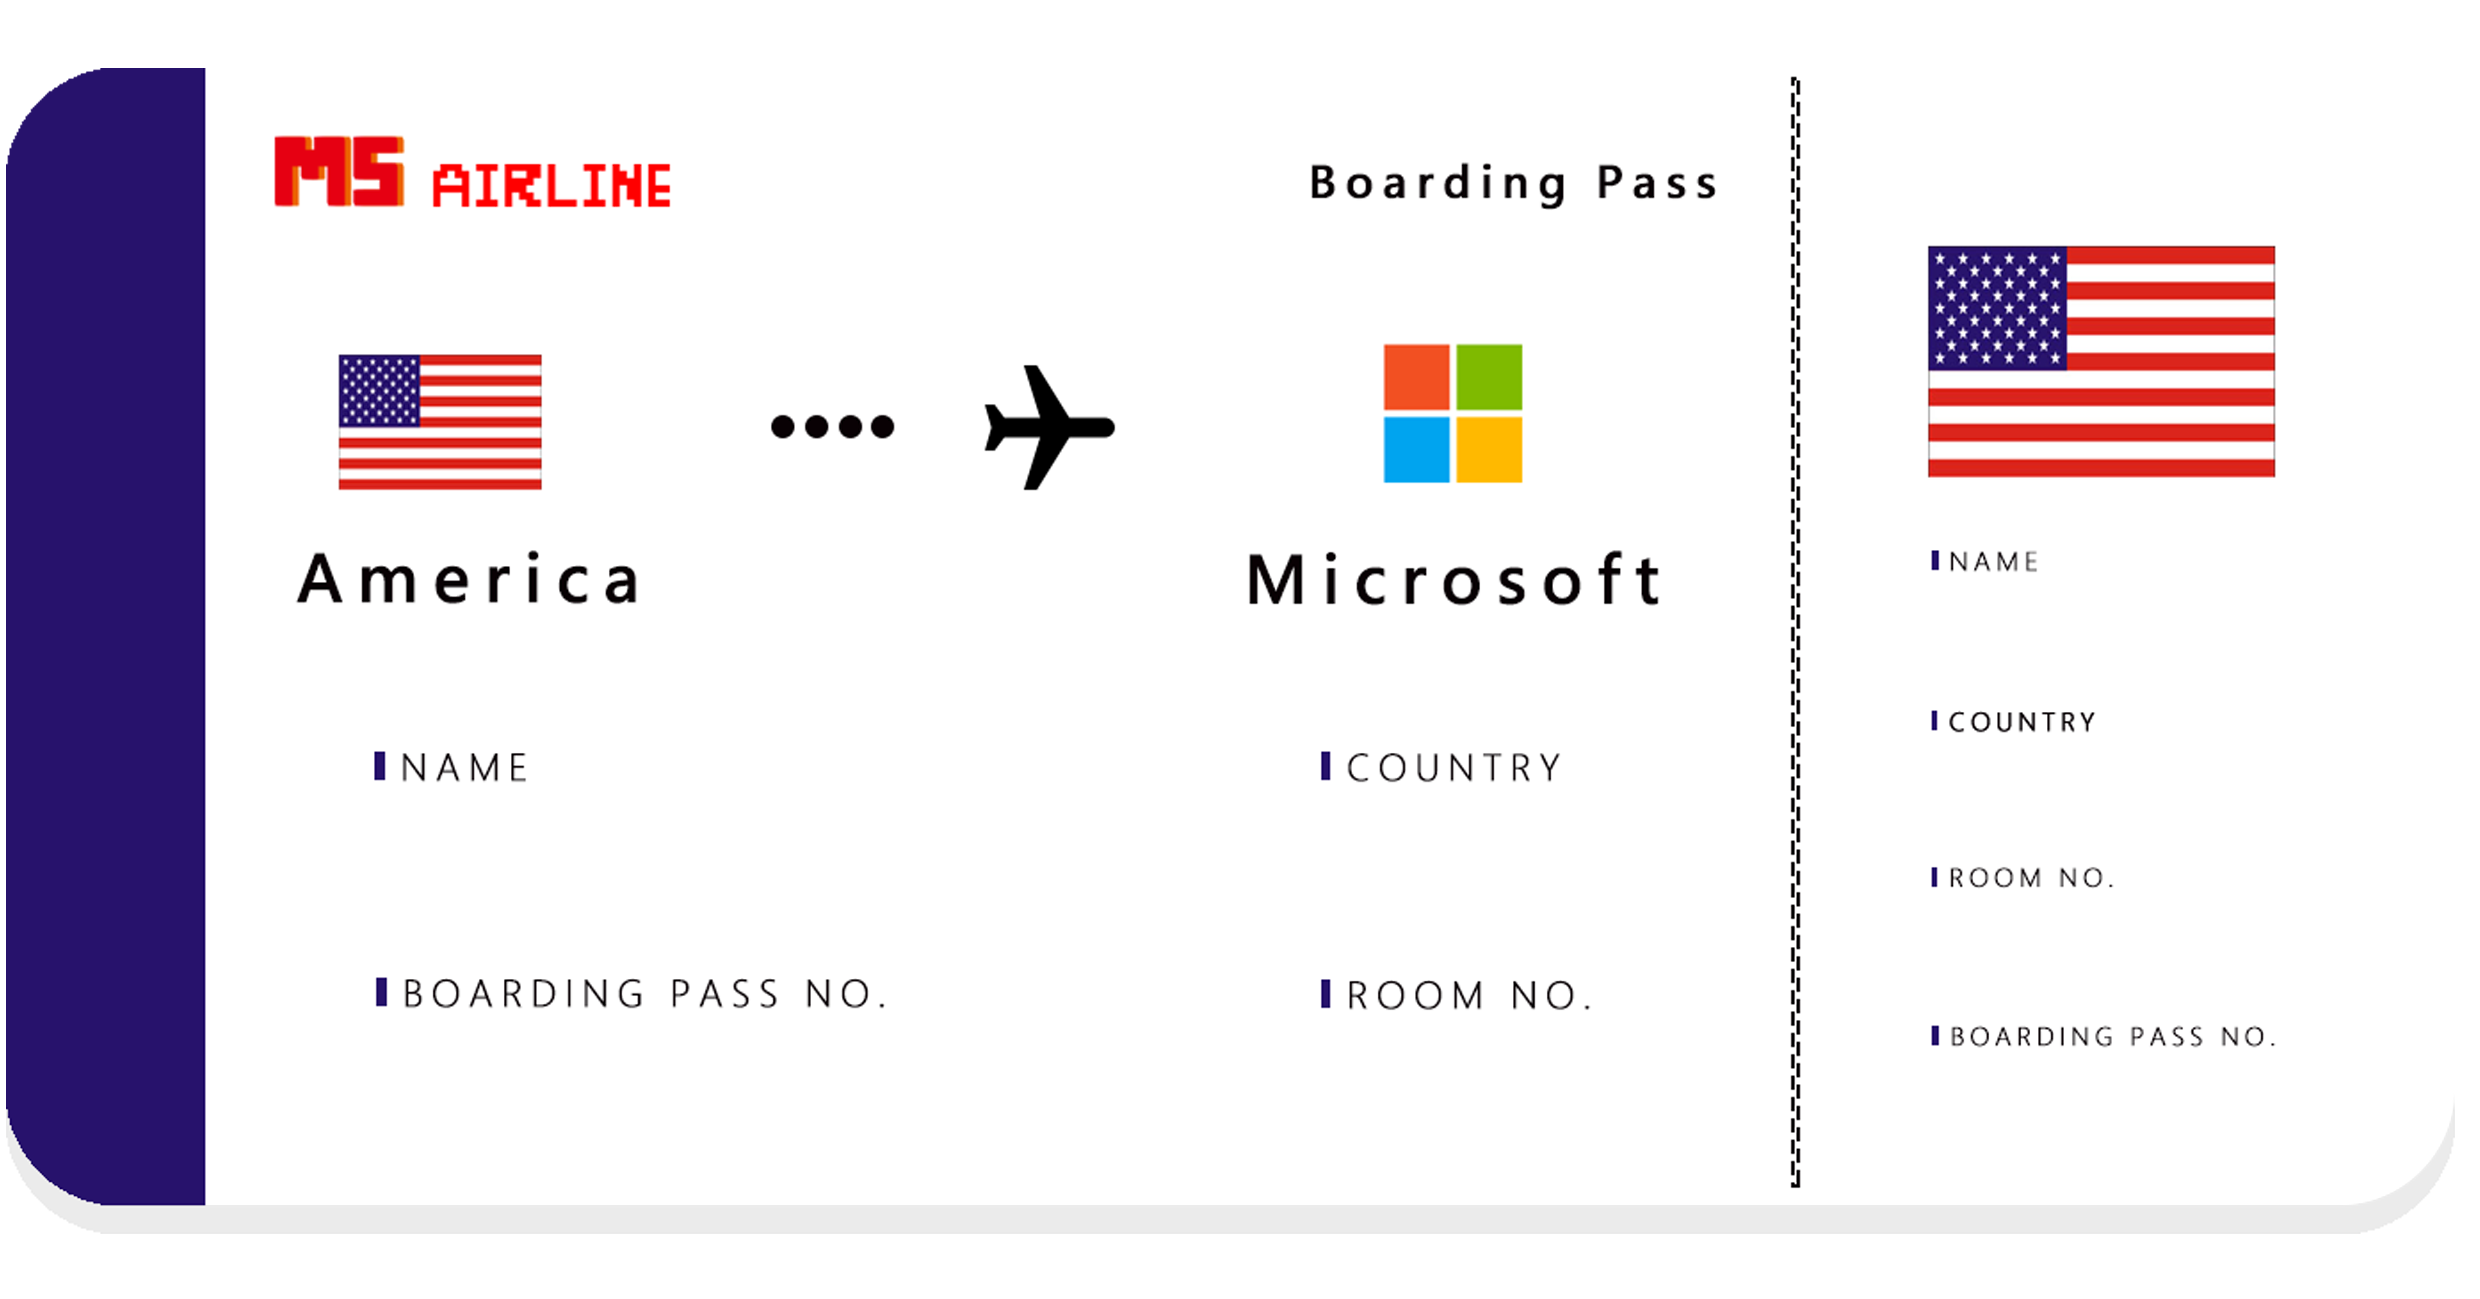 MS AIRLINE
Boarding Pass
America
Microsoft
NAME
COUNTRY
BOARDING PASS NO.
ROOM NO.
NAME
COUNTRY
ROOM NO.
BOARDING PASS NO.